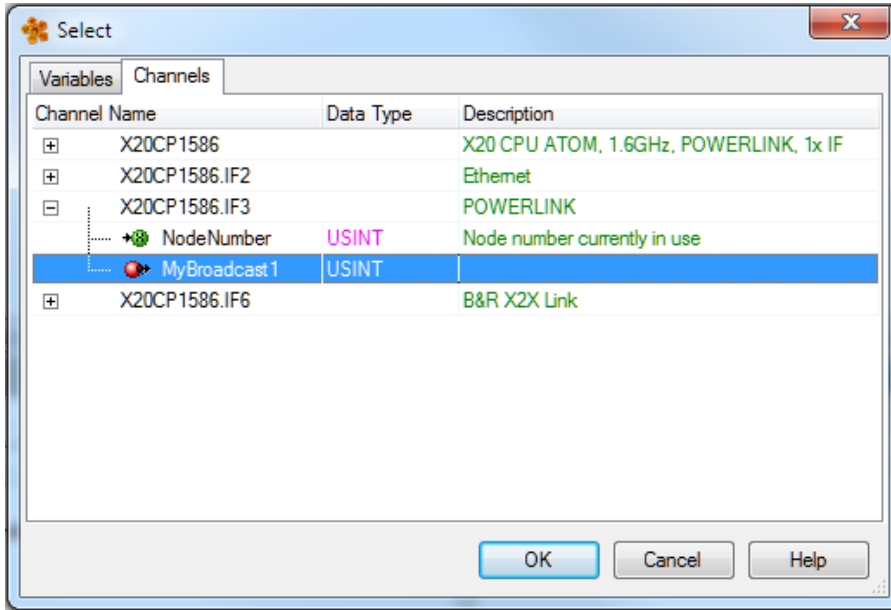 Select
Variables Channels
Channel Name Data Type Description
X20CP1586 X20 CPU ATOM, 1.6GHz, POWERLINK, 1x IF
X20CP1586.IF2 Ethernet
X20CP1586.IF3 POWERLINK
NodeNumber USINT Node number currently in use
MyBroadcast1 USINT
X20CP1586.IF6 B&R X2X Link
OK Cancel Help